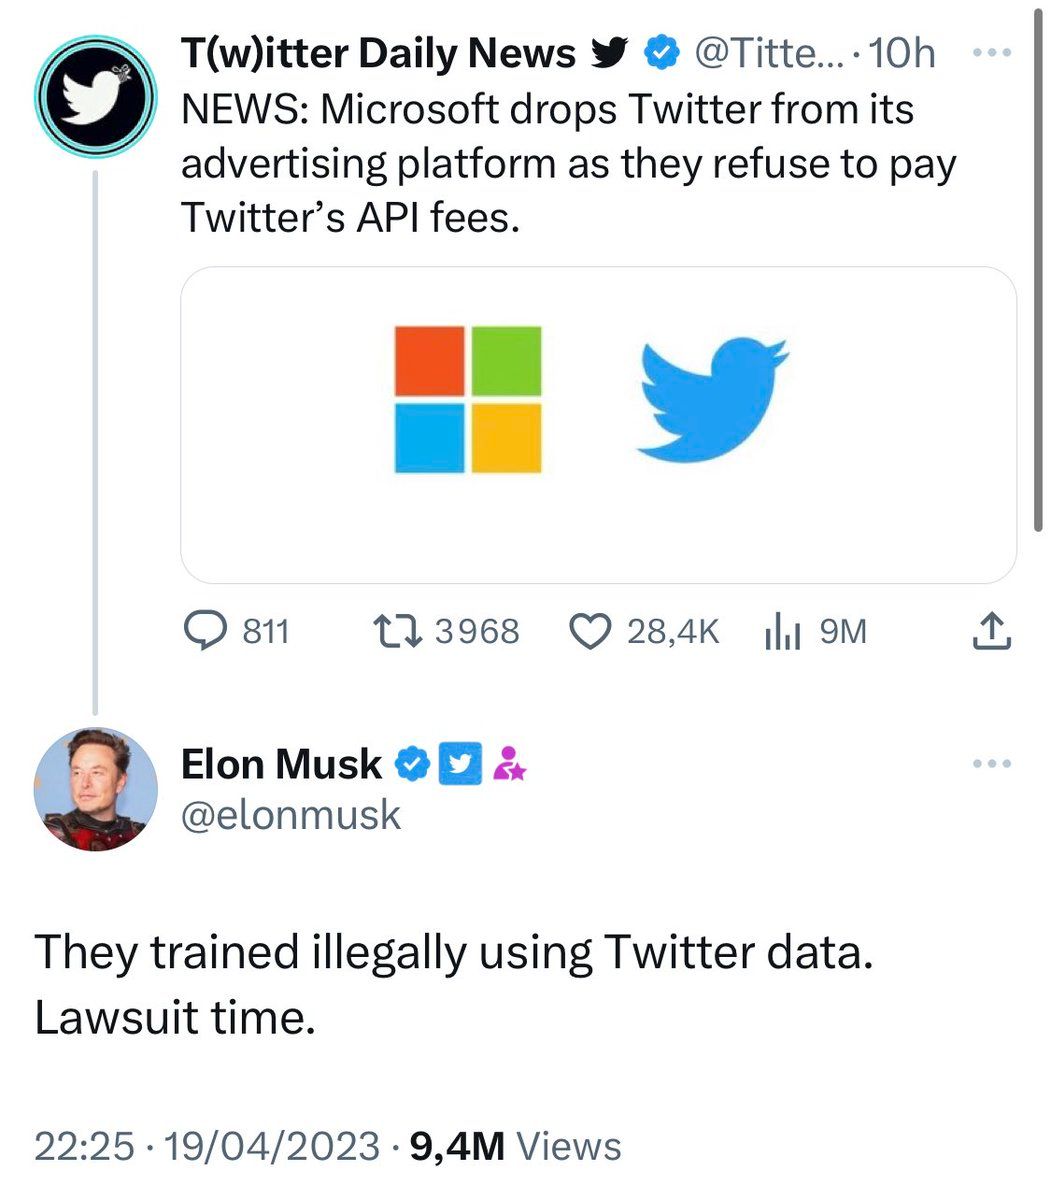 T(w)itter Daily News @Titte... · 10h
NEWS: Microsoft drops Twitter from its
advertising platform as they refuse to pay
Twitter’s API fees.
811 3 968 28,4K 9M
Elon Musk
@elonmusk
They trained illegally using Twitter data.
Lawsuit time.
22:25 · 19/04/2023 · 9,4M Views